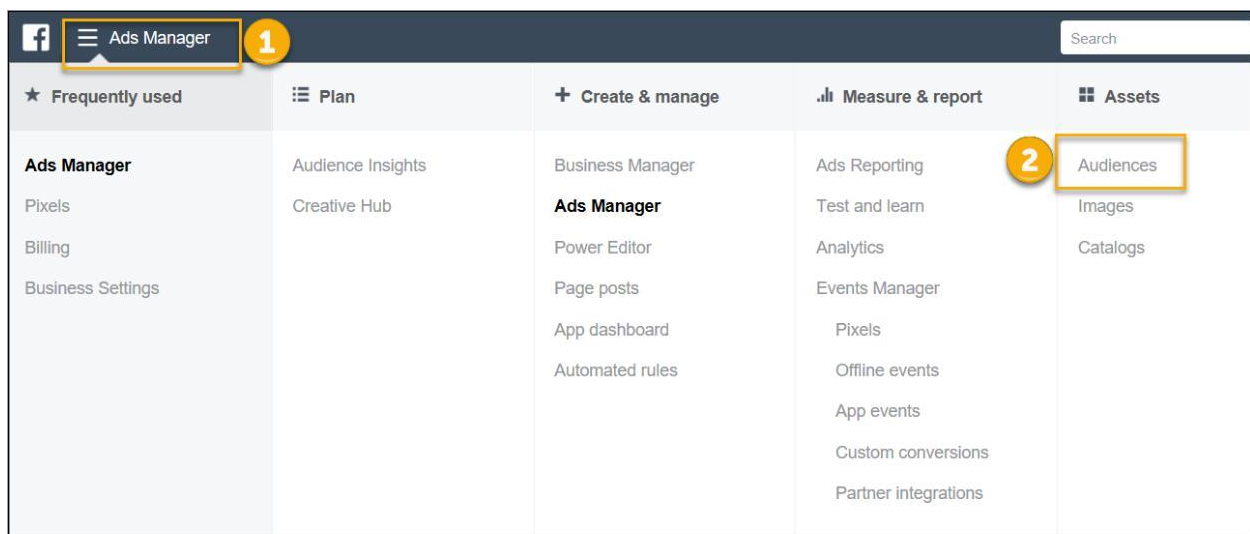 f Ads Manager 1 Search
Frequently used
Ads Manager
Pixels
Billing
Business Settings
Plan
Audience Insights
Creative Hub
Create & manage
Business Manager
Ads Manager
Power Editor
Page posts
App dashboard
Automated rules
Measure & report
Ads Reporting
Test and learn
Analytics
Events Manager
Pixels
Offline events
App events
Custom conversions
Partner integrations
Assets
2 Audiences
Images
Catalogs